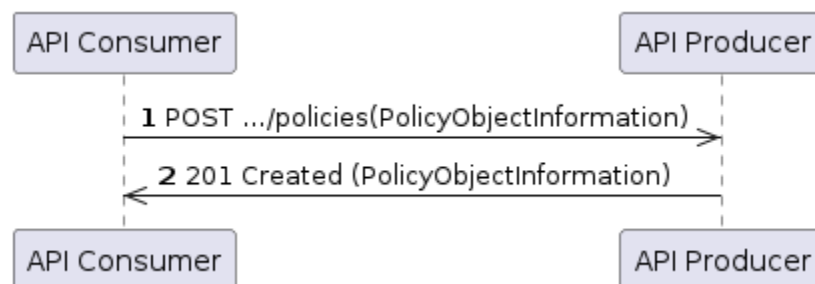 API Consumer
API Producer
1 POST .../policies(PolicyObjectInformation)
2 201 Created (PolicyObjectInformation)
API Consumer
API Producer